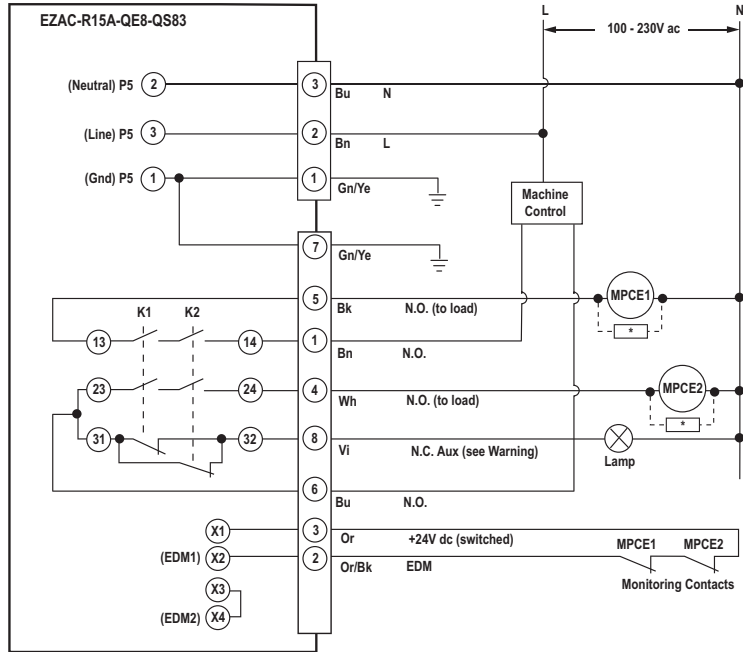 EZAC-R15A-QE8-QS83
L
N
100 - 230V ac
(Neutral) P5 2
3
Bu N
(Line) P5 3
2
Bn L
(Gnd) P5 1
1
Gn/Ye
Machine
Control
7
Gn/Ye
5
Bk N.O. (to load)
MPCE1
*
K1 K2
13 14
1
Bn N.O.
23 24
4
Wh N.O. (to load)
MPCE2
*
31 32
8
Vi N.C. Aux (see Warning)
Lamp
6
Bu N.O.
X1
3
Or +24V dc (switched)
MPCE1 MPCE2
(EDM1) X2
2
Or/Bk EDM
Monitoring Contacts
X3
(EDM2) X4